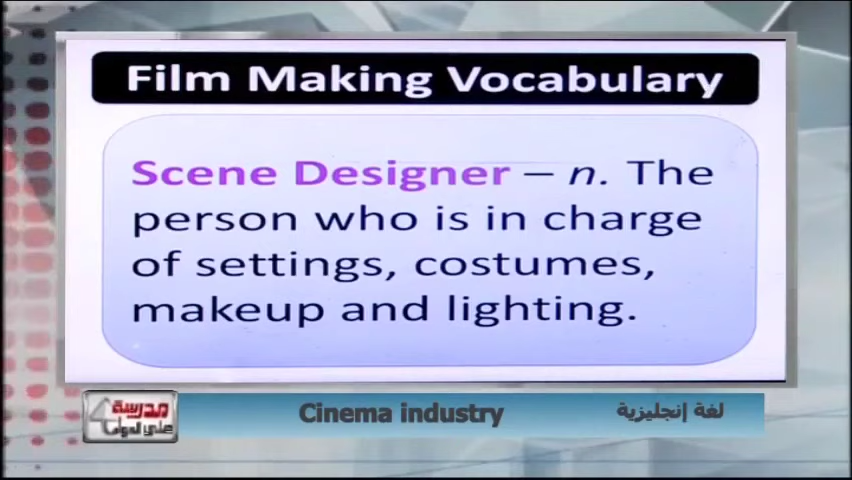 Film Making Vocabulary
Scene Designer – n. The
person who is in charge
of settings, costumes,
makeup and lighting.
مدرسة
على الهواء
4
Cinema industry
لغة إنجليزية